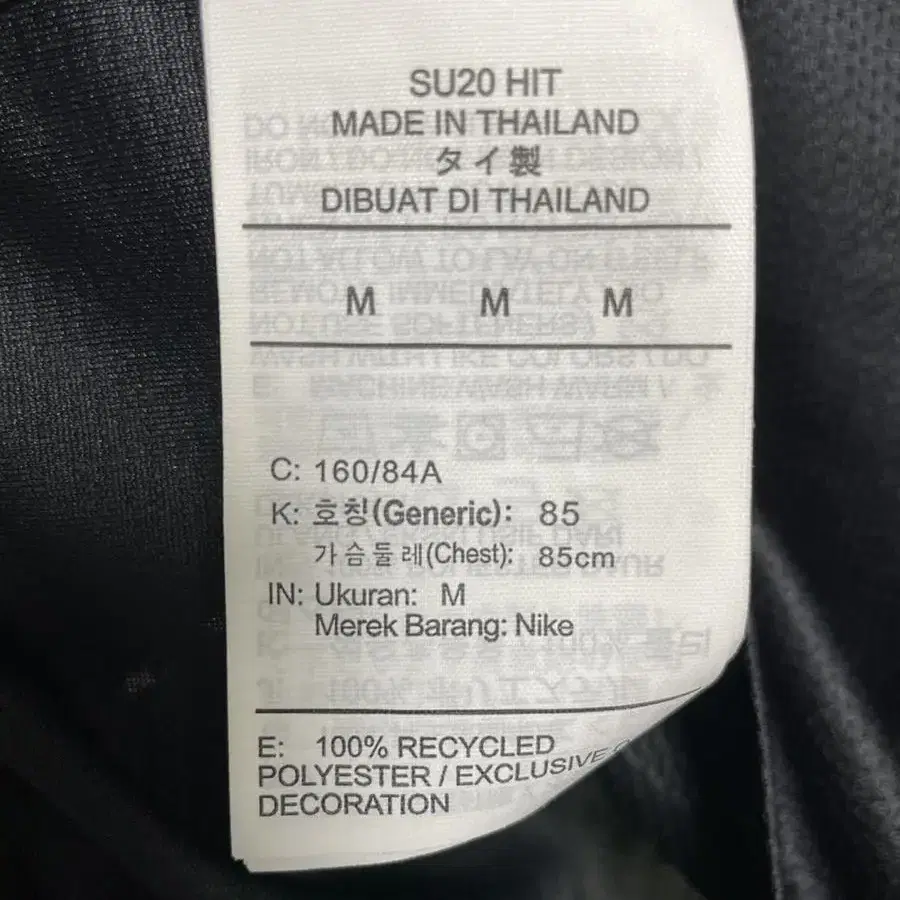 SU20 HIT
MADE IN THAILAND
タイ製
DIBUAT DI THAILAND
M M M
C: 160/84A
K: 호칭(Generic): 85
가슴둘레(Chest): 85cm
IN: Ukuran: M
Merek Barang: Nike
E: 100% RECYCLED
POLYESTER / EXCLUSIVE
DECORATION